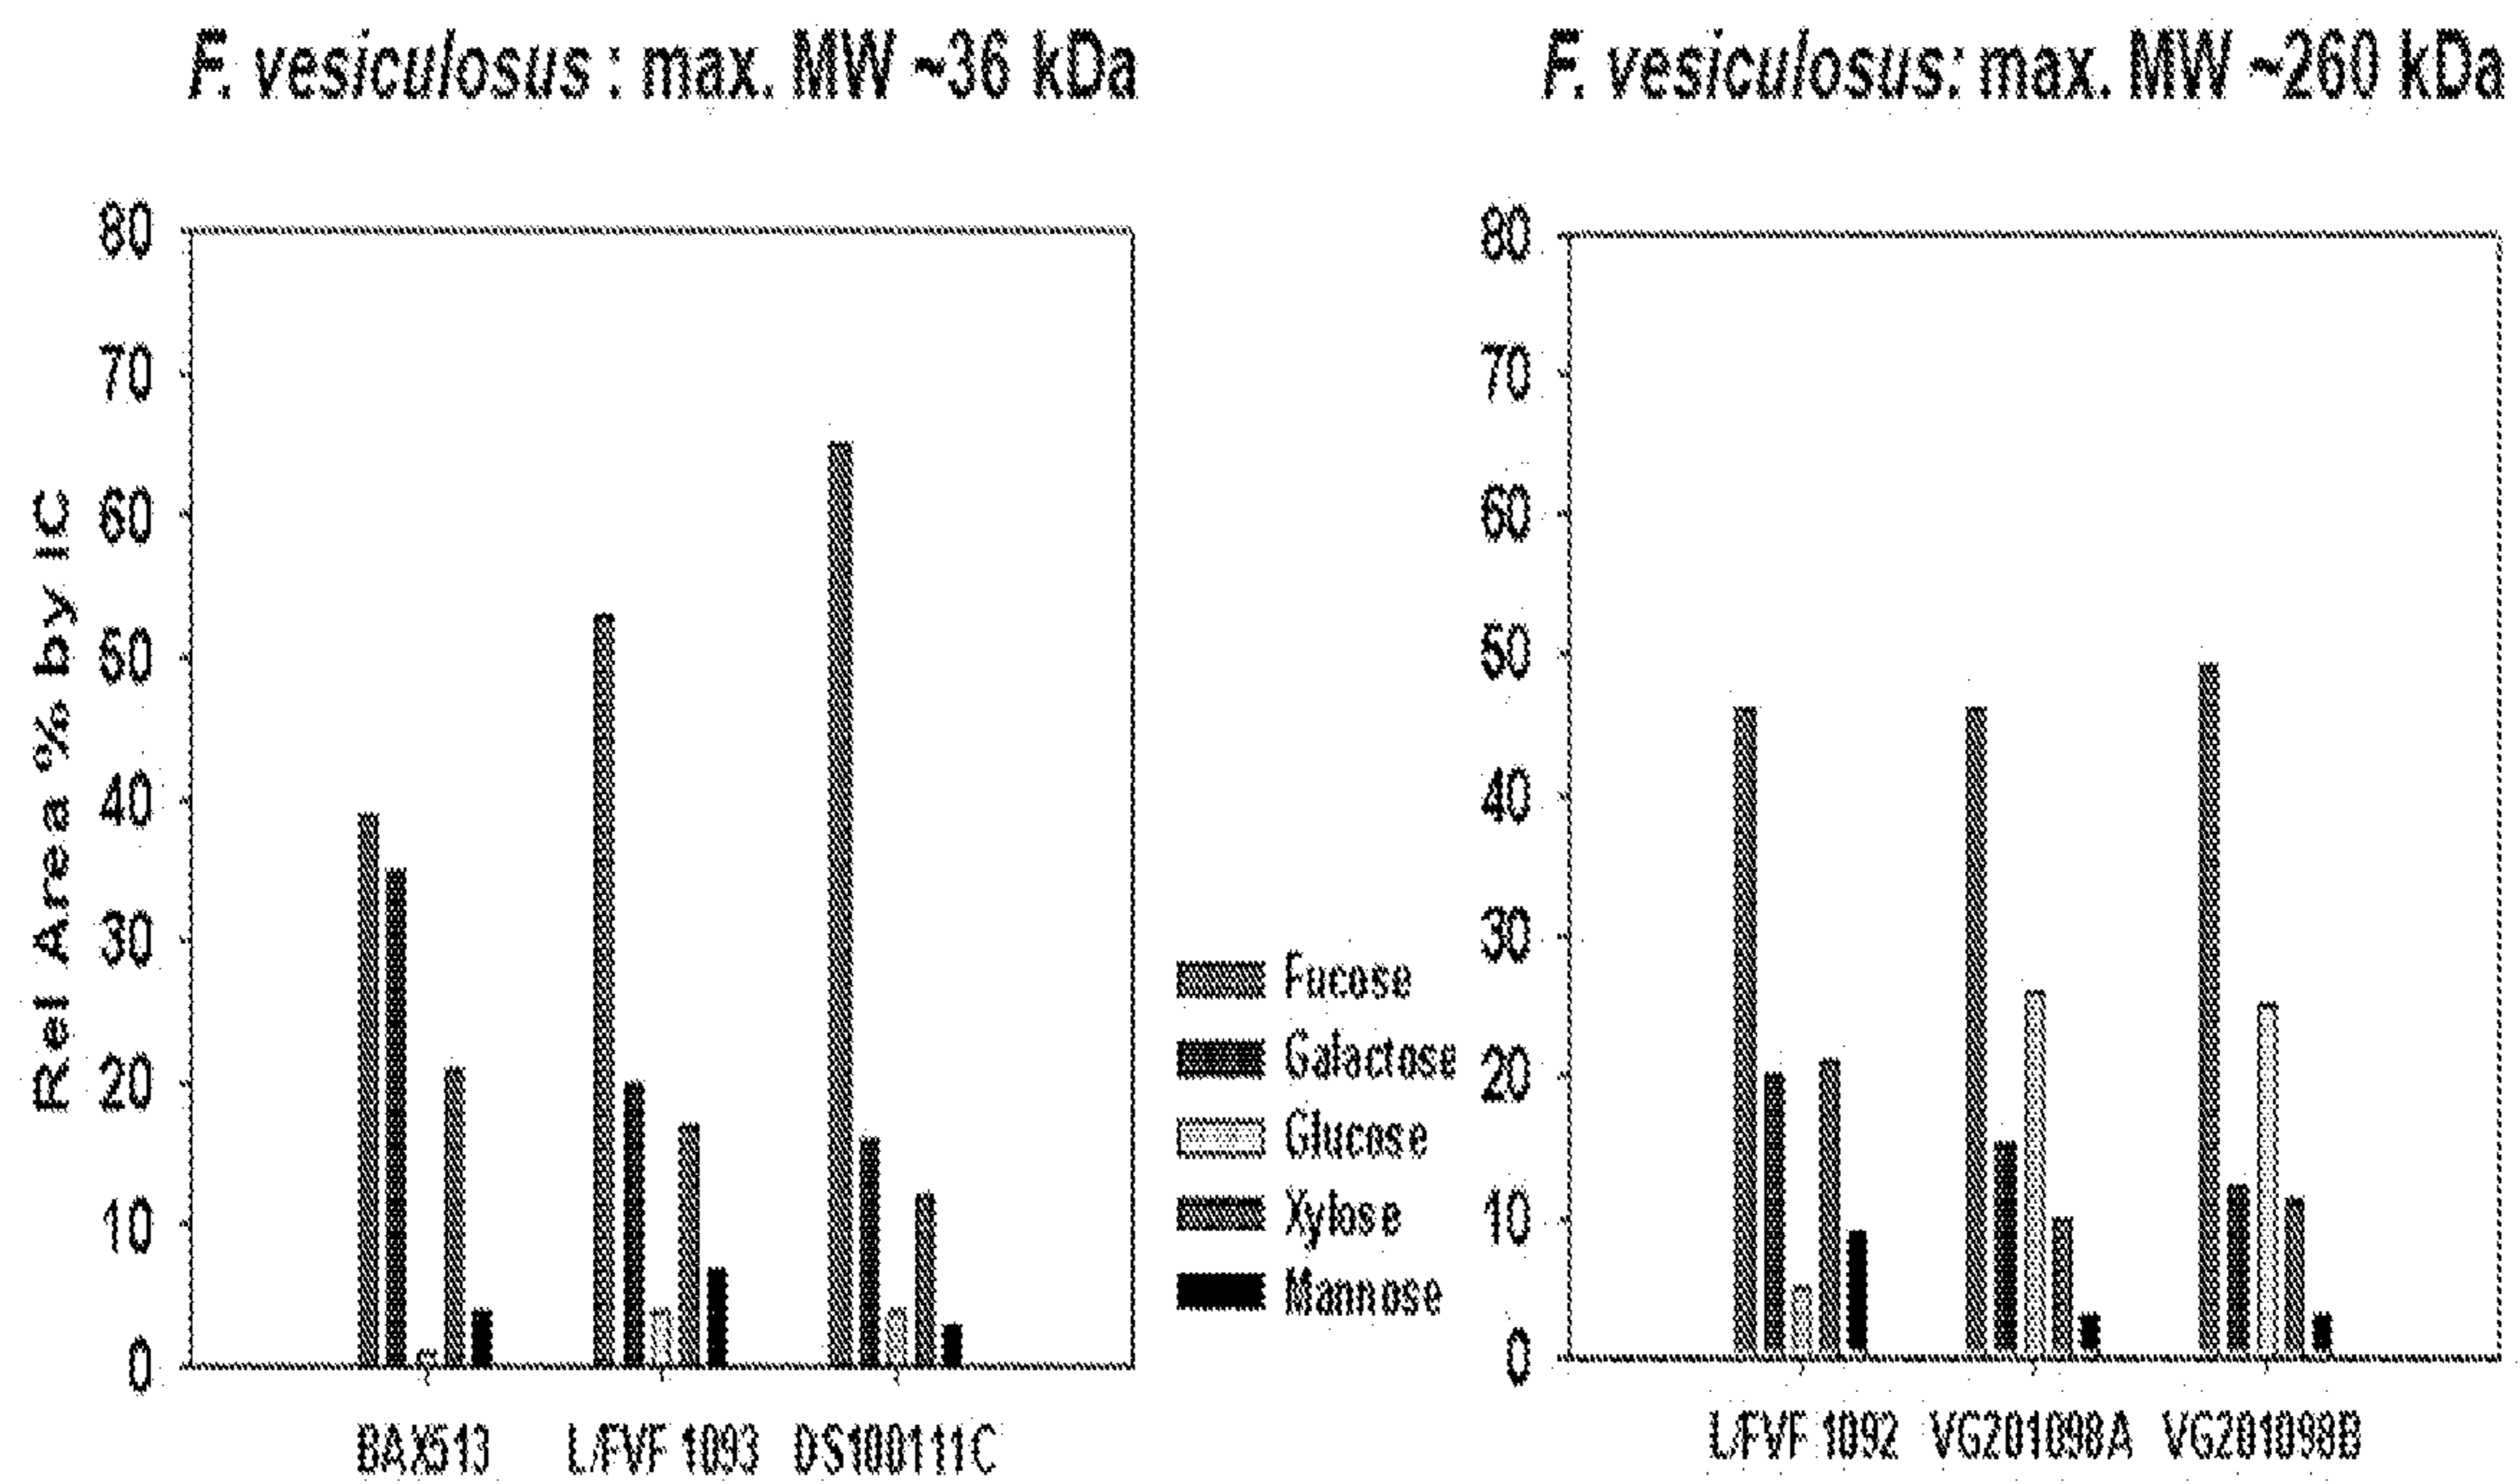 F. vesiculosus : max. MW ~36 kDa
F. vesiculosus: max. MW ~260 kDa
Rel Area % by IC
80
70
60
50
40
30
20
10
0
BAX513 L/FVF 1093 DS100111C
Fucose
Galactose
Glucose
Xylose
Mannose
80
70
60
50
40
30
20
10
0
L/FVF 1092 VG201098A VG201098B